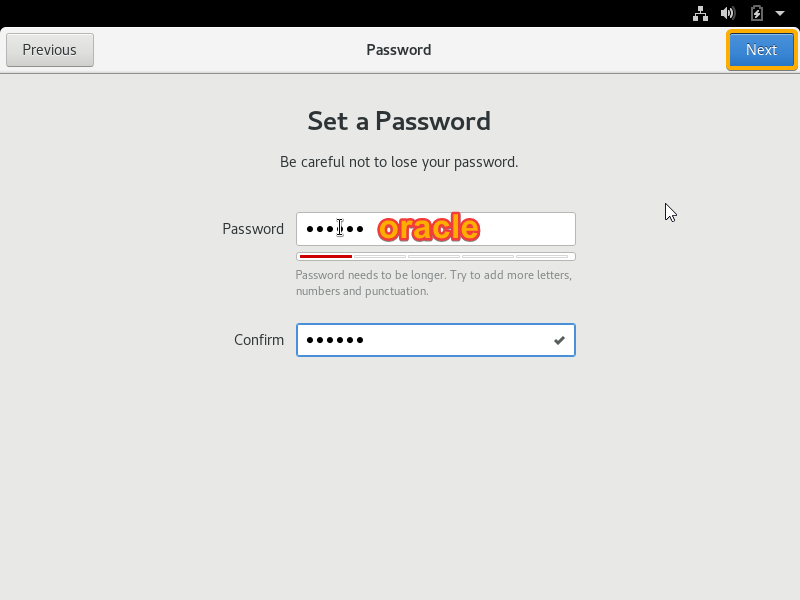 Previous
Password
Next
Set a Password
Be careful not to lose your password.
Password
oracle
Password needs to be longer. Try to add more letters,
numbers and punctuation.
Confirm